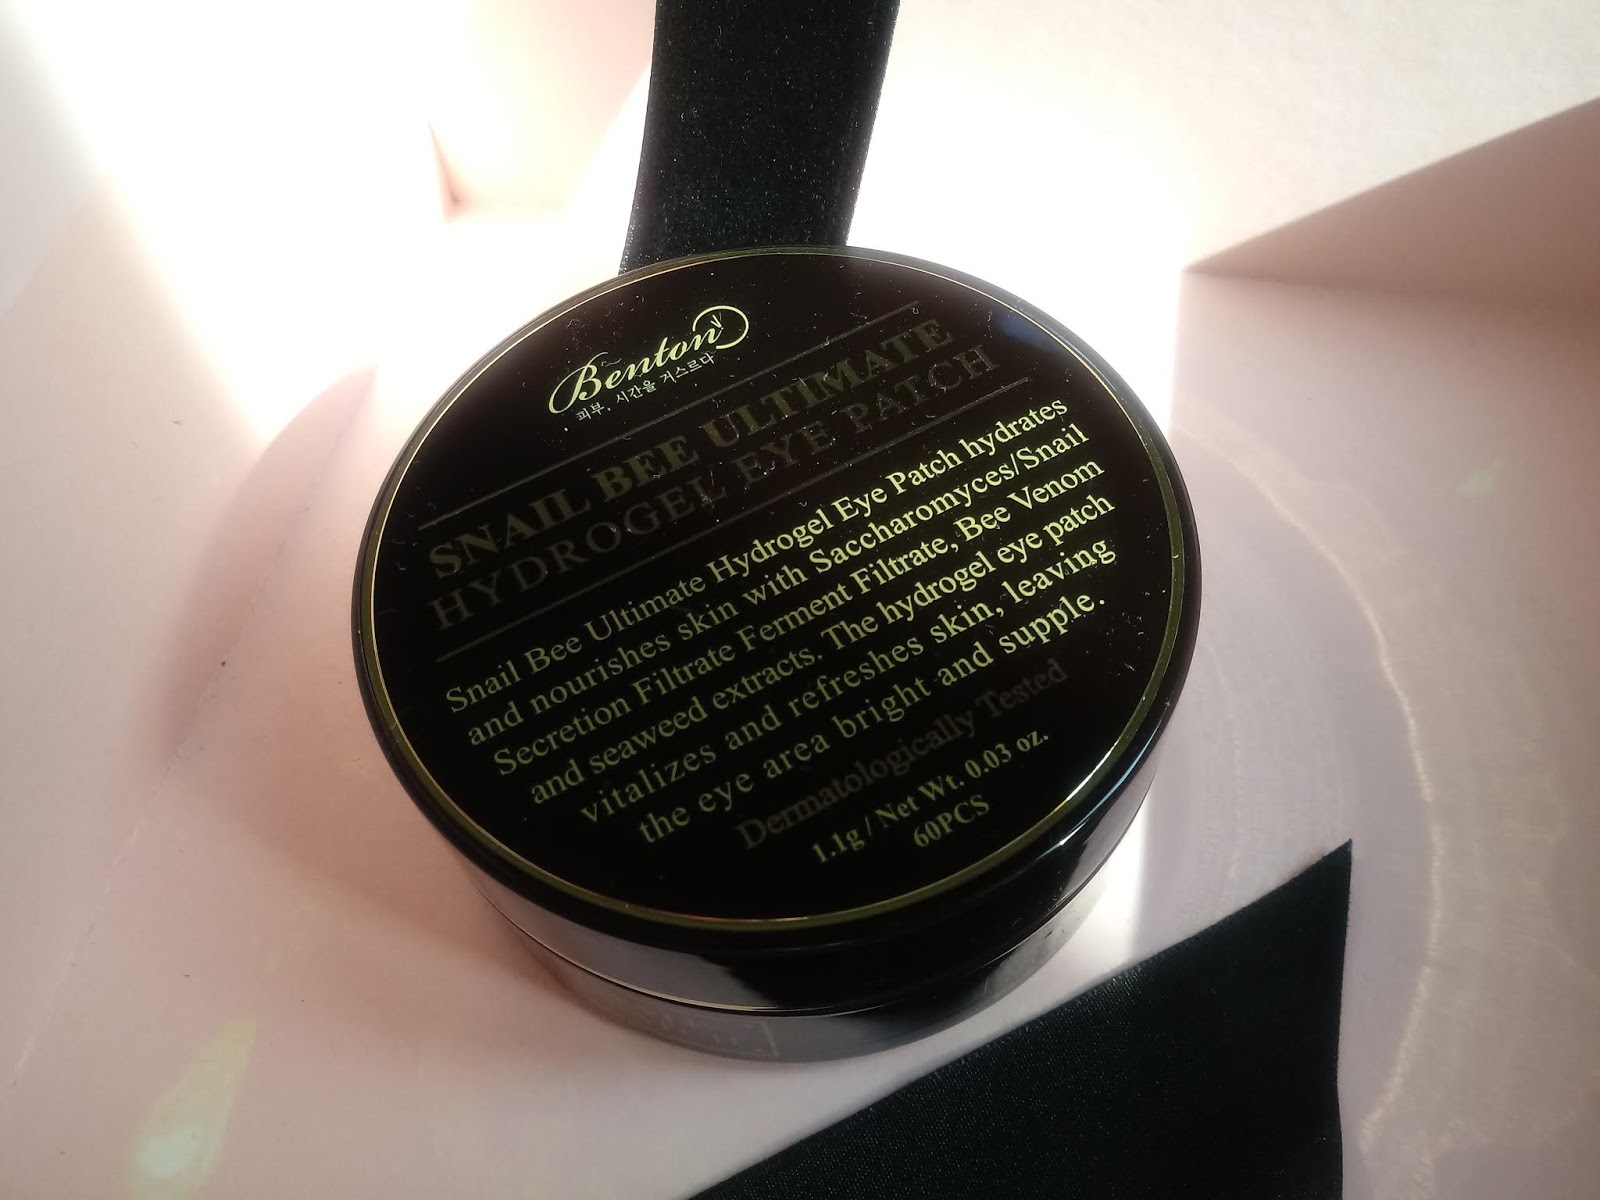 Benton
피부, 시간을 거스르다
SNAIL BEE ULTIMATE
HYDROGEL EYE PATCH
Snail Bee Ultimate Hydrogel Eye Patch hydrates
and nourishes skin with Saccharomyces/Snail
Secretion Filtrate Ferment Filtrate, Bee Venom
and seaweed extracts. The hydrogel eye patch
vitalizes and refreshes skin, leaving
the eye area bright and supple.
Dermatologically Tested
1.1g / Net Wt. 0.03 oz.
60PCS